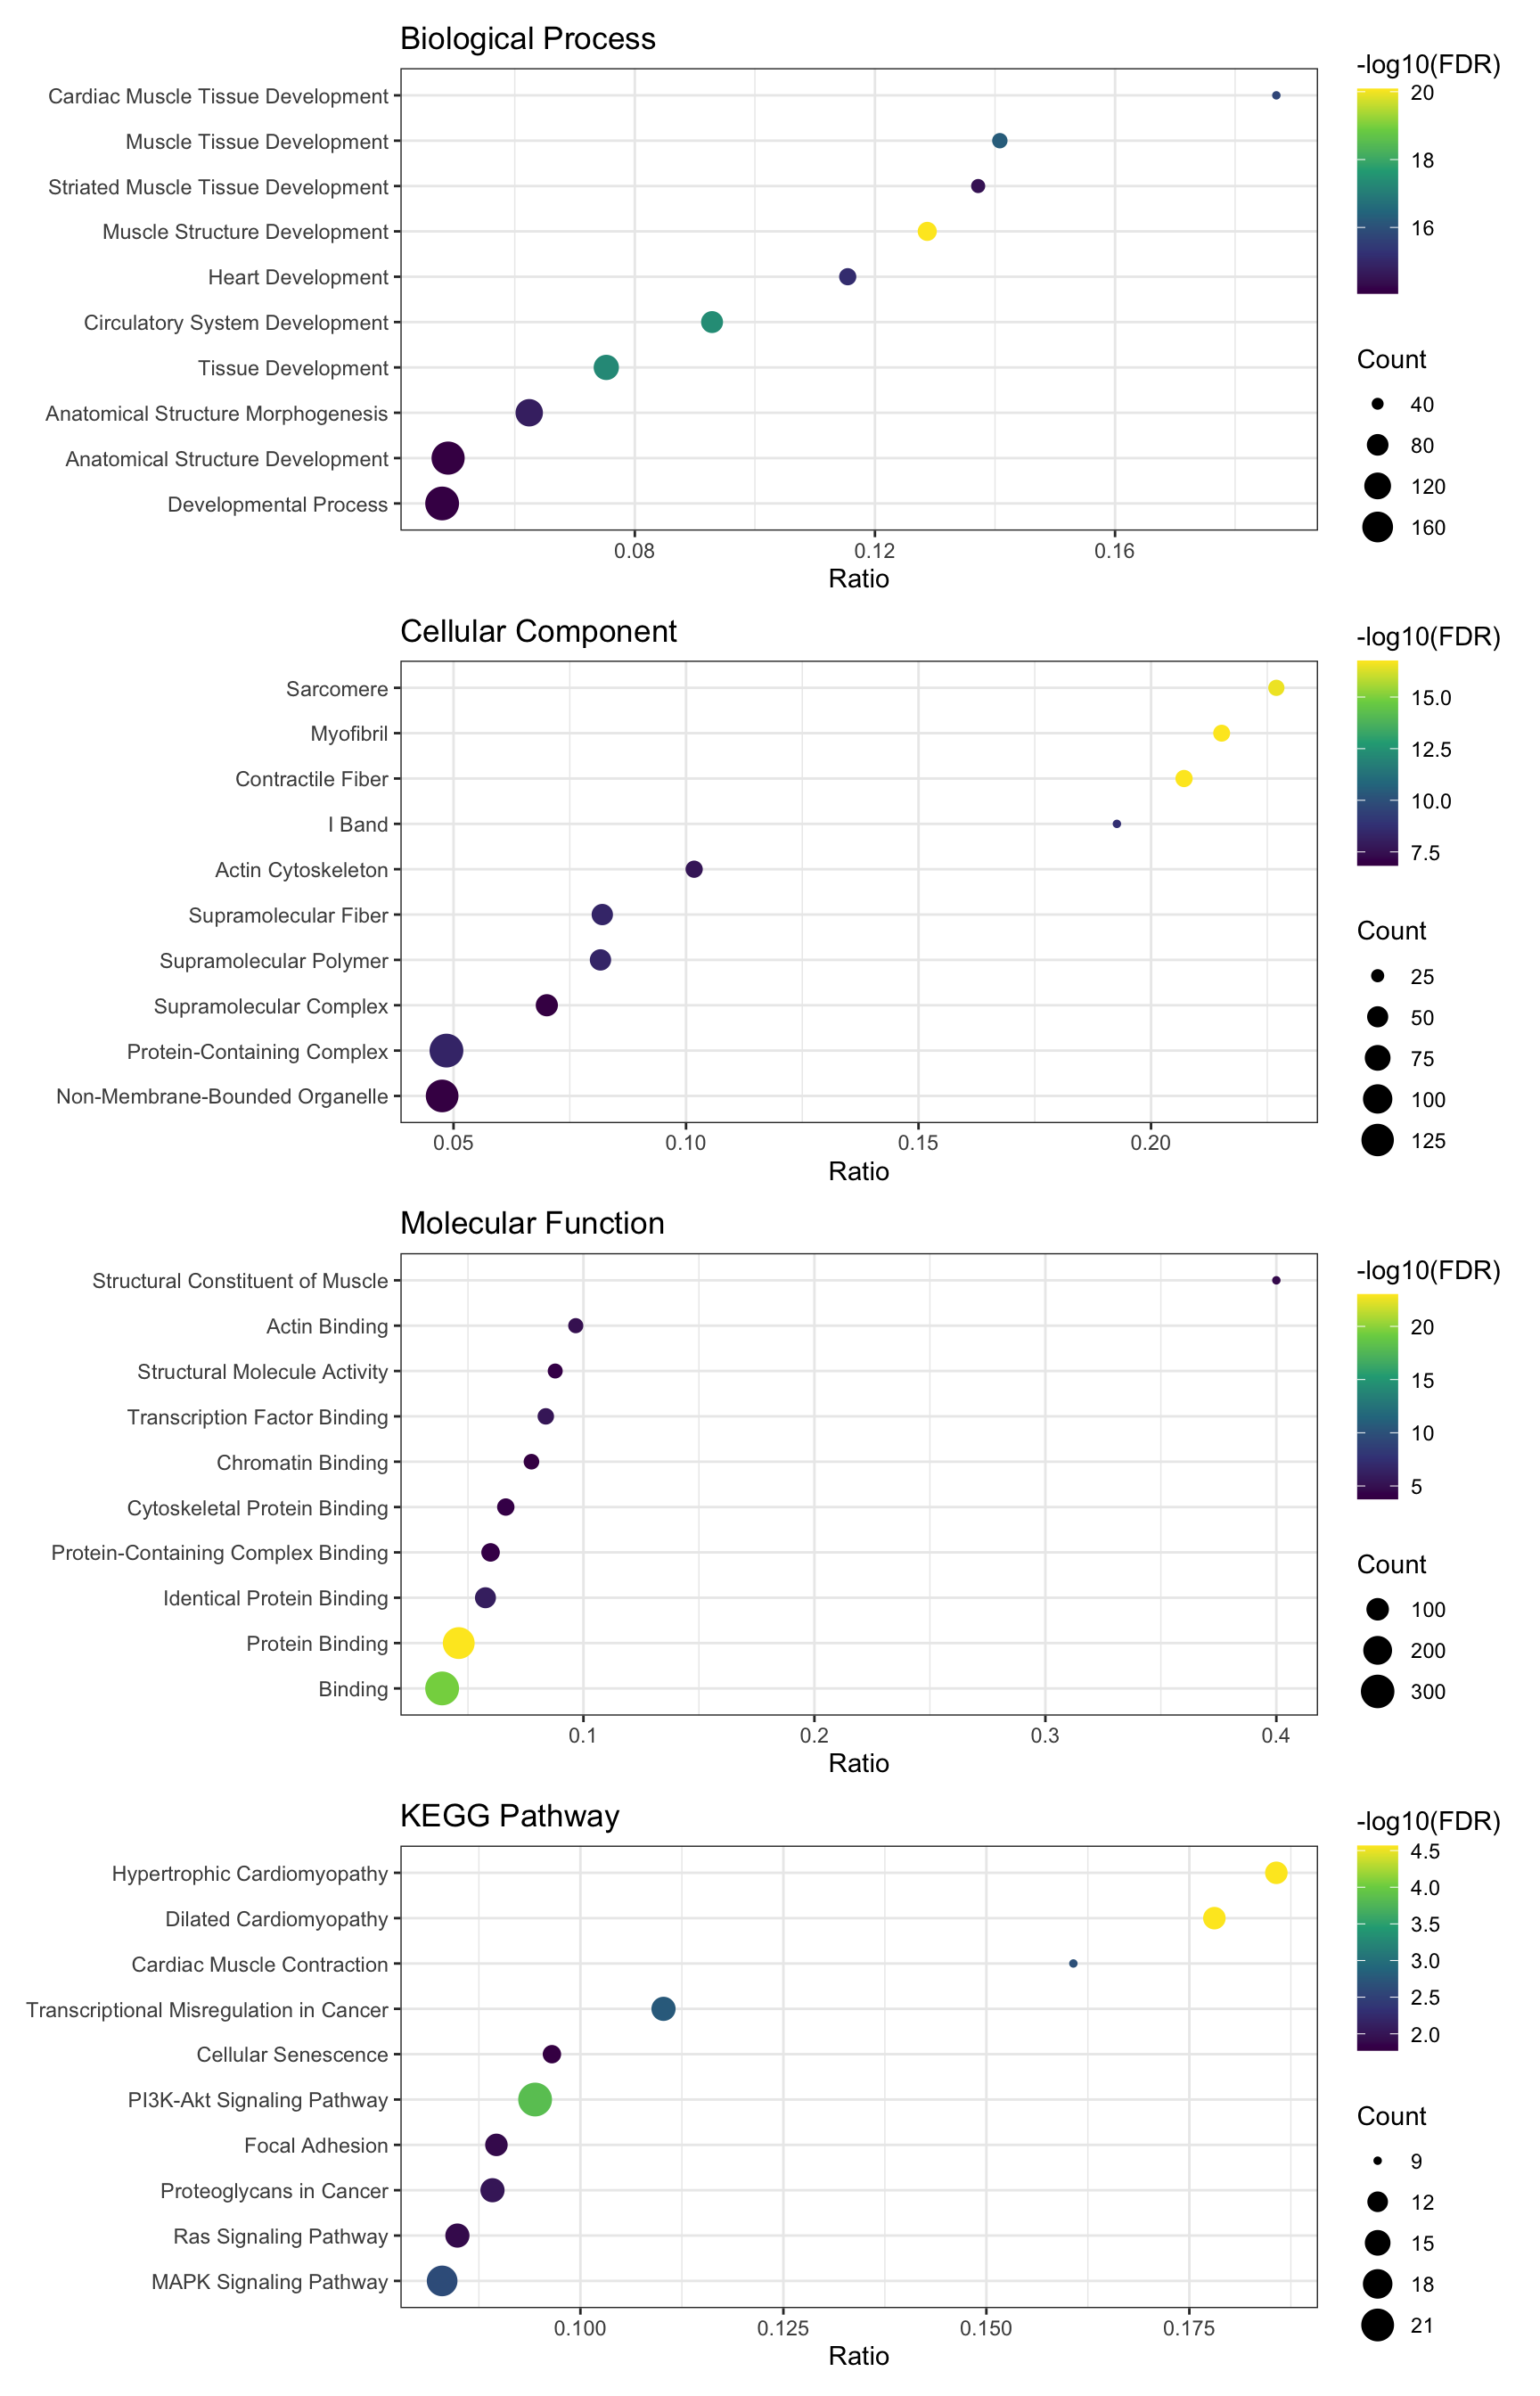 Biological Process
Cardiac Muscle Tissue Development
Muscle Tissue Development
Striated Muscle Tissue Development
Muscle Structure Development
Heart Development
Circulatory System Development
Tissue Development
Anatomical Structure Morphogenesis
Anatomical Structure Development
Developmental Process
0.08 0.12 0.16
Ratio
-log10(FDR)
20
18
16
Count
40
80
120
160
Cellular Component
Sarcomere
Myofibril
Contractile Fiber
I Band
Actin Cytoskeleton
Supramolecular Fiber
Supramolecular Polymer
Supramolecular Complex
Protein-Containing Complex
Non-Membrane-Bounded Organelle
0.05 0.10 0.15 0.20
Ratio
-log10(FDR)
15.0
12.5
10.0
7.5
Count
25
50
75
100
125
Molecular Function
Structural Constituent of Muscle
Actin Binding
Structural Molecule Activity
Transcription Factor Binding
Chromatin Binding
Cytoskeletal Protein Binding
Protein-Containing Complex Binding
Identical Protein Binding
Protein Binding
Binding
0.1 0.2 0.3 0.4
Ratio
-log10(FDR)
20
15
10
5
Count
100
200
300
KEGG Pathway
Hypertrophic Cardiomyopathy
Dilated Cardiomyopathy
Cardiac Muscle Contraction
Transcriptional Misregulation in Cancer
Cellular Senescence
PI3K-Akt Signaling Pathway
Focal Adhesion
Proteoglycans in Cancer
Ras Signaling Pathway
MAPK Signaling Pathway
0.100 0.125 0.150 0.175
Ratio
-log10(FDR)
4.5
4.0
3.5
3.0
2.5
2.0
Count
9
12
15
18
21